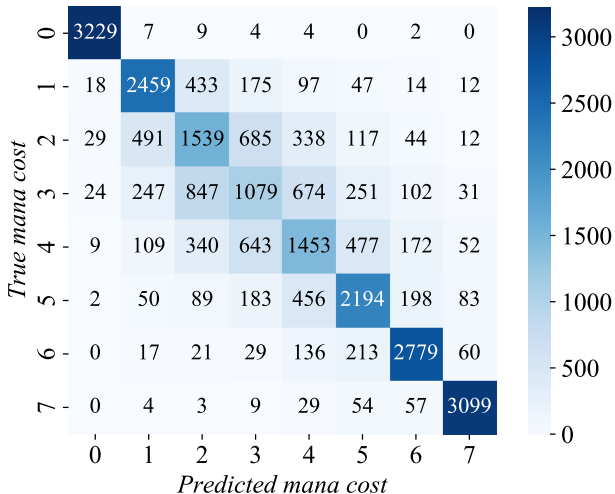 0 3229 7 9 4 4 0 2 0
1 18 2459 433 175 97 47 14 12
2 29 491 1539 685 338 117 44 12
3 24 247 847 1079 674 251 102 31
4 9 109 340 643 1453 477 172 52
5 2 50 89 183 456 2194 198 83
6 0 17 21 29 136 213 2779 60
7 0 4 3 9 29 54 57 3099
0 1 2 3 4 5 6 7
Predicted mana cost
True mana cost
3000
2500
2000
1500
1000
500
0